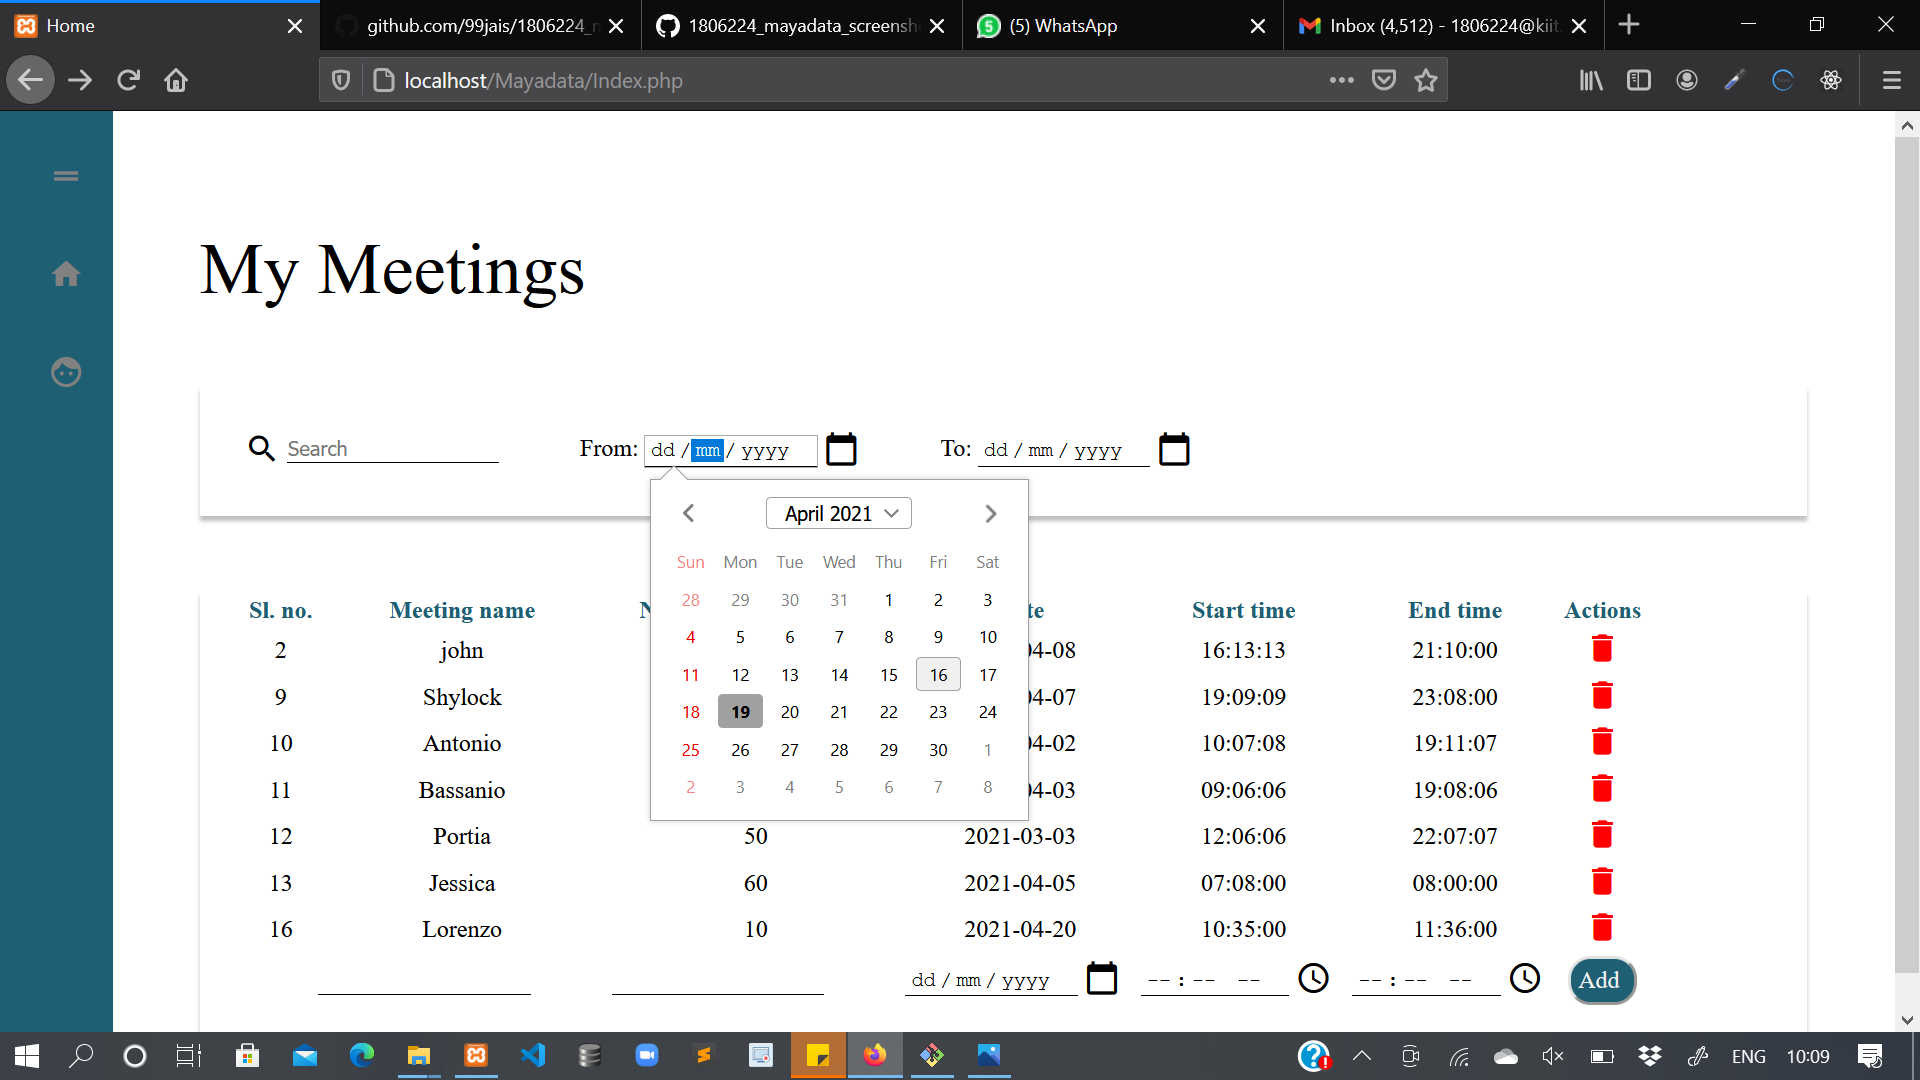 Home
github.com/99jais/1806224_m
1806224_mayadata_screensh
(5) WhatsApp
Inbox (4,512) - 1806224@kiit.
localhost/Mayadata/Index.php
My Meetings
Search
From: dd / mm / yyyy
To: dd / mm / yyyy
April 2021
Sun Mon Tue Wed Thu Fri Sat
28 29 30 31 1 2 3
4 5 6 7 8 9 10
11 12 13 14 15 16 17
18 19 20 21 22 23 24
25 26 27 28 29 30 1
2 3 4 5 6 7 8
Sl. no. Meeting name N te Start time End time Actions
2 john 04-08 16:13:13 21:10:00
9 Shylock 04-07 19:09:09 23:08:00
10 Antonio 04-02 10:07:08 19:11:07
11 Bassanio 04-03 09:06:06 19:08:06
12 Portia 50 2021-03-03 12:06:06 22:07:07
13 Jessica 60 2021-04-05 07:08:00 08:00:00
16 Lorenzo 10 2021-04-20 10:35:00 11:36:00
dd / mm / yyyy --:-- -- --:-- -- Add
ENG 10:09